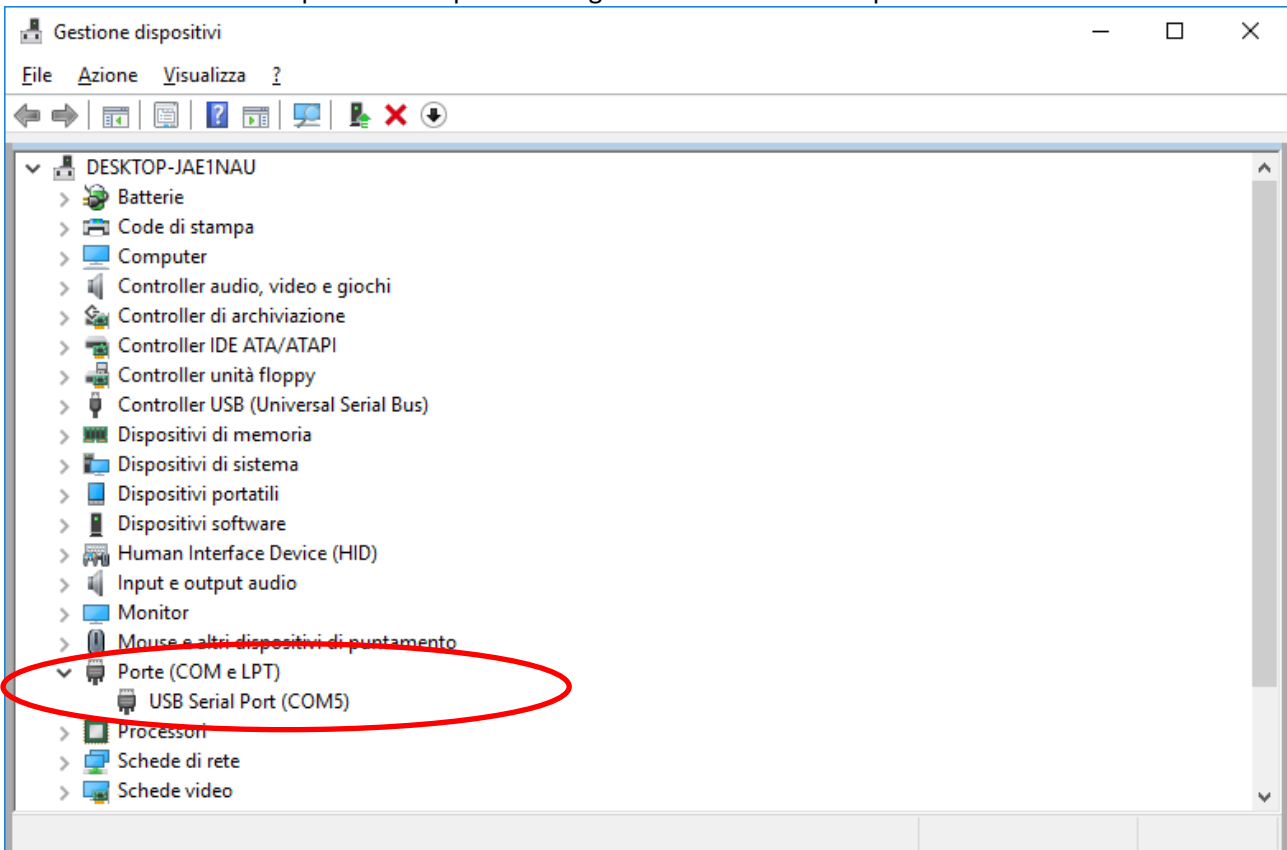 Gestione dispositivi
File Azione Visualizza ?
DESKTOP-JAE1NAU
Batterie
Code di stampa
Computer
Controller audio, video e giochi
Controller di archiviazione
Controller IDE ATA/ATAPI
Controller unità floppy
Controller USB (Universal Serial Bus)
Dispositivi di memoria
Dispositivi di sistema
Dispositivi portatili
Dispositivi software
Human Interface Device (HID)
Input e output audio
Monitor
Mouse e altri dispositivi di puntamento
Porte (COM e LPT)
USB Serial Port (COM5)
Processori
Schede di rete
Schede video